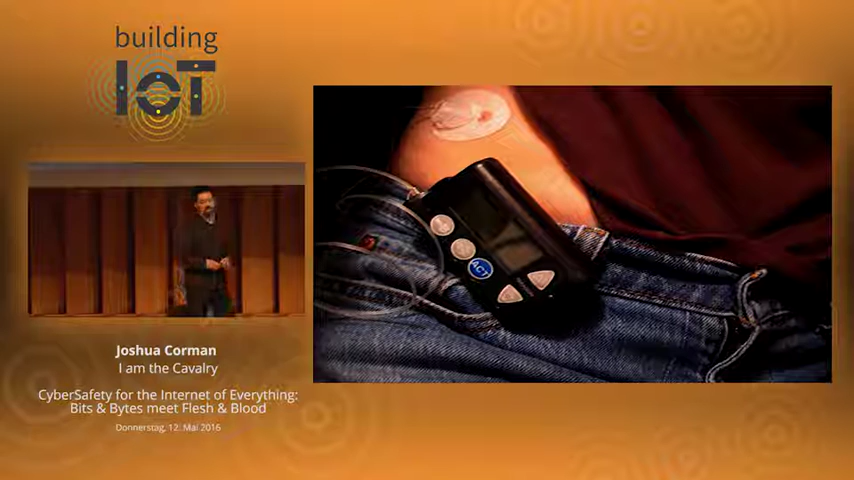 building
IoT
ACT
Joshua Corman
I am the Cavalry
CyberSafety for the Internet of Everything:
Bits & Bytes meet Flesh & Blood
Donnerstag, 12. Mai 2016